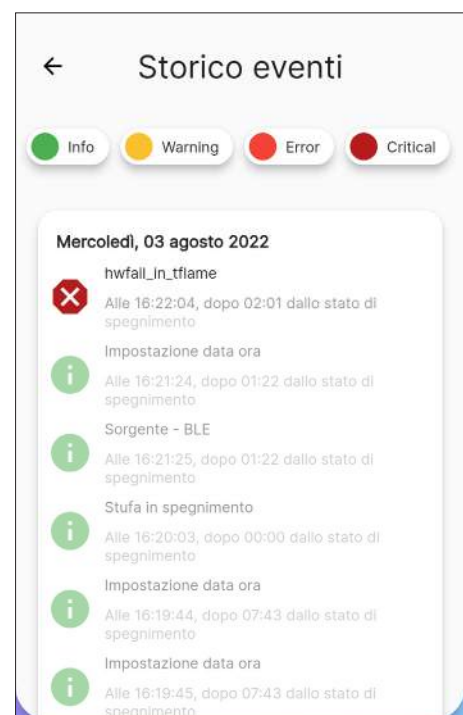 Storico eventi
Info
Warning
Error
Critical
Mercoledì, 03 agosto 2022
hwfail_in_tflame
Alle 16:22:04, dopo 02:01 dallo stato di
spegnimento
Impostazione data ora
Alle 16:21:24, dopo 01:22 dallo stato di
spegnimento
Sorgente - BLE
Alle 16:21:25, dopo 01:22 dallo stato di
spegnimento
Stufa in spegnimento
Alle 16:20:03, dopo 00:00 dallo stato di
spegnimento
Impostazione data ora
Alle 16:19:44, dopo 07:43 dallo stato di
spegnimento
Impostazione data ora
Alle 16:19:45, dopo 07:43 dallo stato di
spegnimento